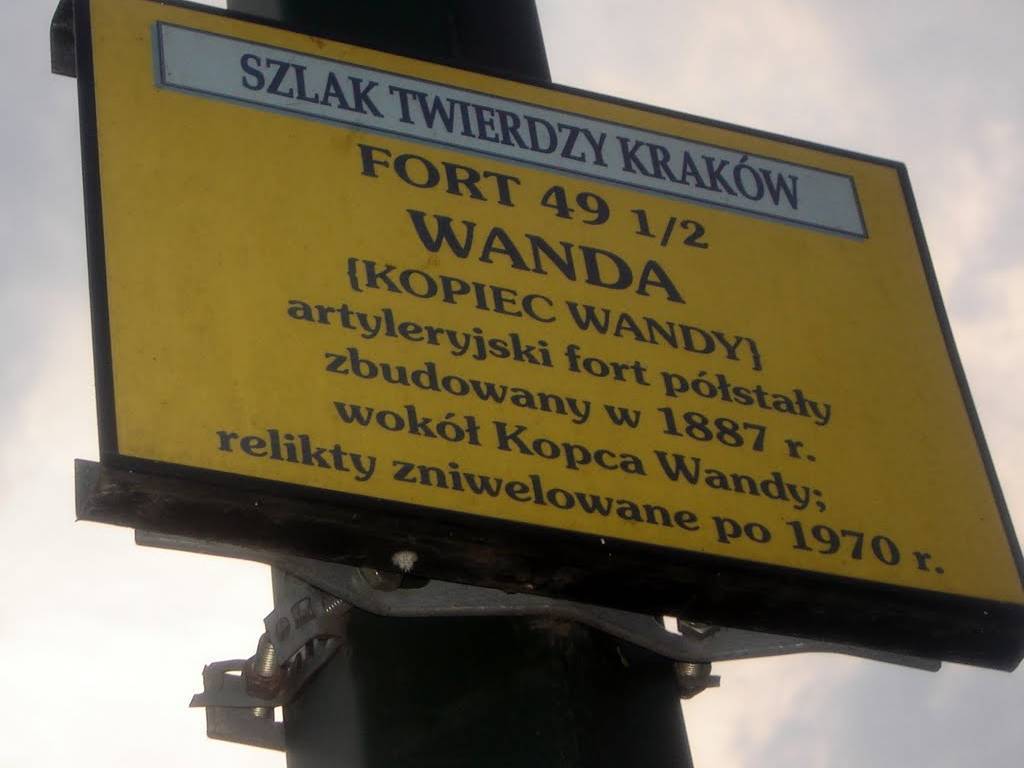 SZLAK TWIERDZY KRAKÓW
FORT 49 1/2
WANDA
{KOPIEC WANDY}
artyleryjski fort półstały
zbudowany w 1887 r.
wokół Kopca Wandy;
relikty zniwelowane po 1970 r.